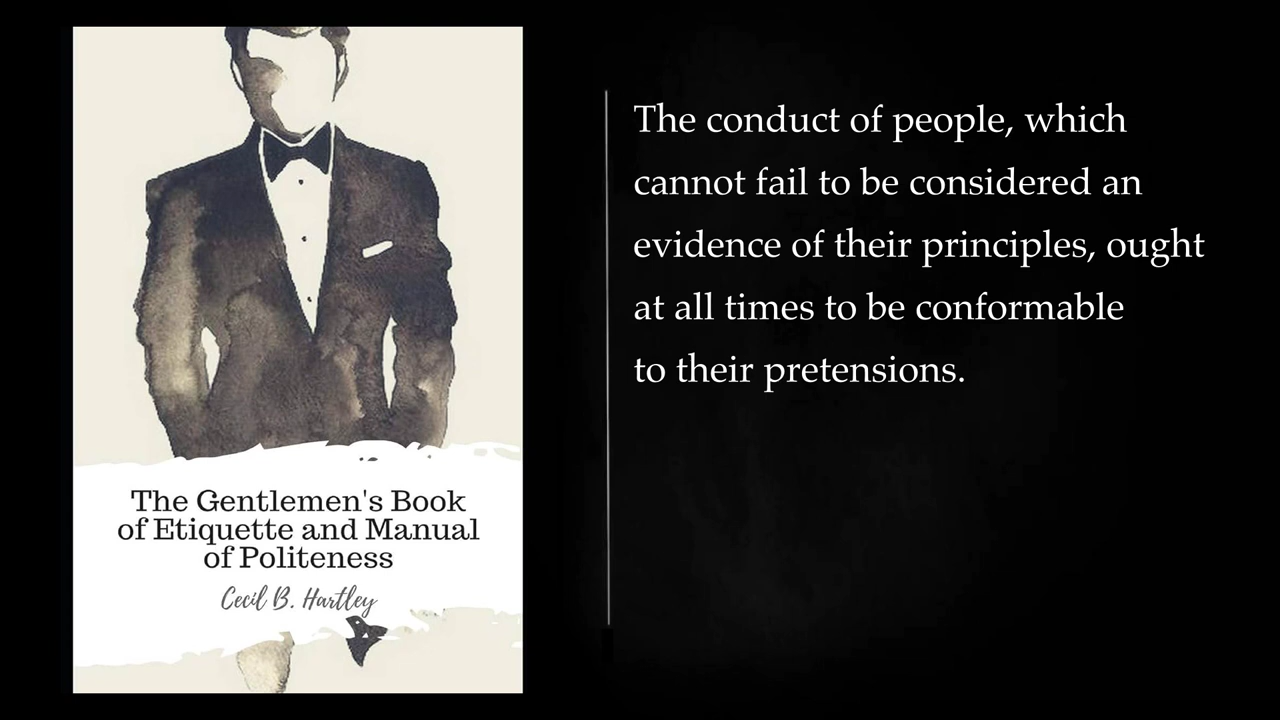 The Gentlemen's Book
of Etiquette and Manual
of Politeness
Cecil B. Hartley
The conduct of people, which
cannot fail to be considered an
evidence of their principles, ought
at all times to be conformable
to their pretensions.